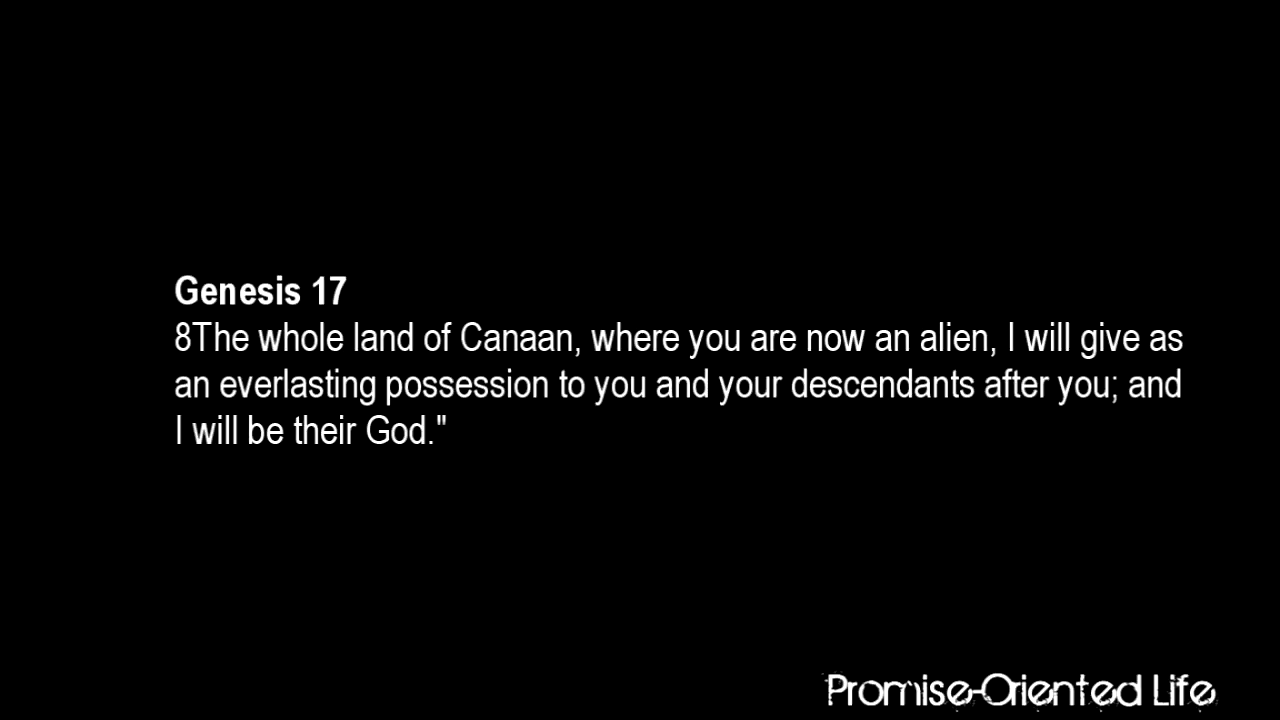 Genesis 17
8The whole land of Canaan, where you are now an alien, I will give as
an everlasting possession to you and your descendants after you; and
I will be their God."
Promise-Oriented Life